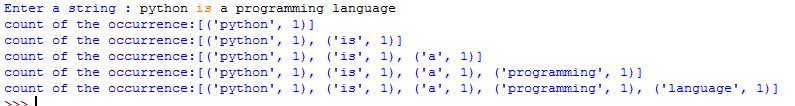 Enter a string : python is a programming language
count of the occurrence:[('python', 1)]
count of the occurrence:[('python', 1), ('is', 1)]
count of the occurrence:[('python', 1), ('is', 1), ('a', 1)]
count of the occurrence:[('python', 1), ('is', 1), ('a', 1), ('programming', 1)]
count of the occurrence:[('python', 1), ('is', 1), ('a', 1), ('programming', 1), ('language', 1)]
>>>